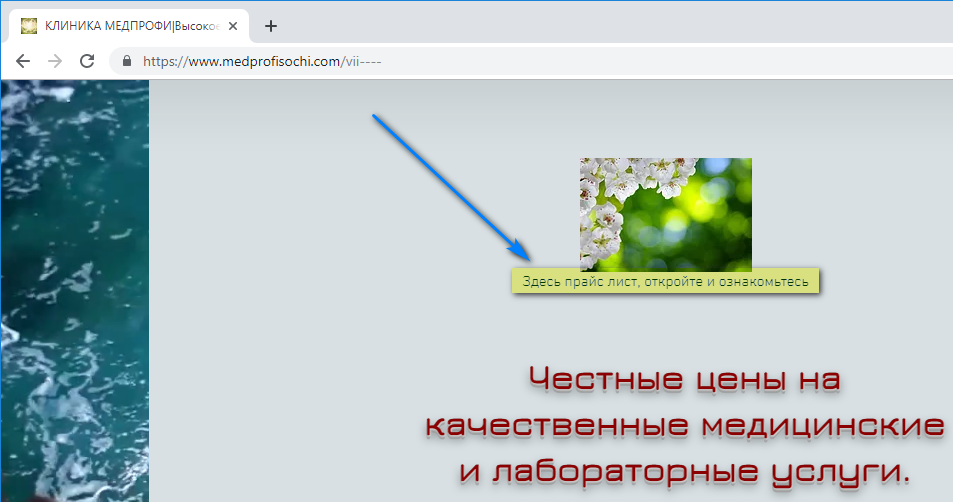 КЛИНИКА МЕДПРОФИ|Высокое
https://www.medprofisochi.com/vii----
Здесь прайс лист, откройте и ознакомьтесь
Честные цены на
качественные медицинские
и лабораторные услуги.